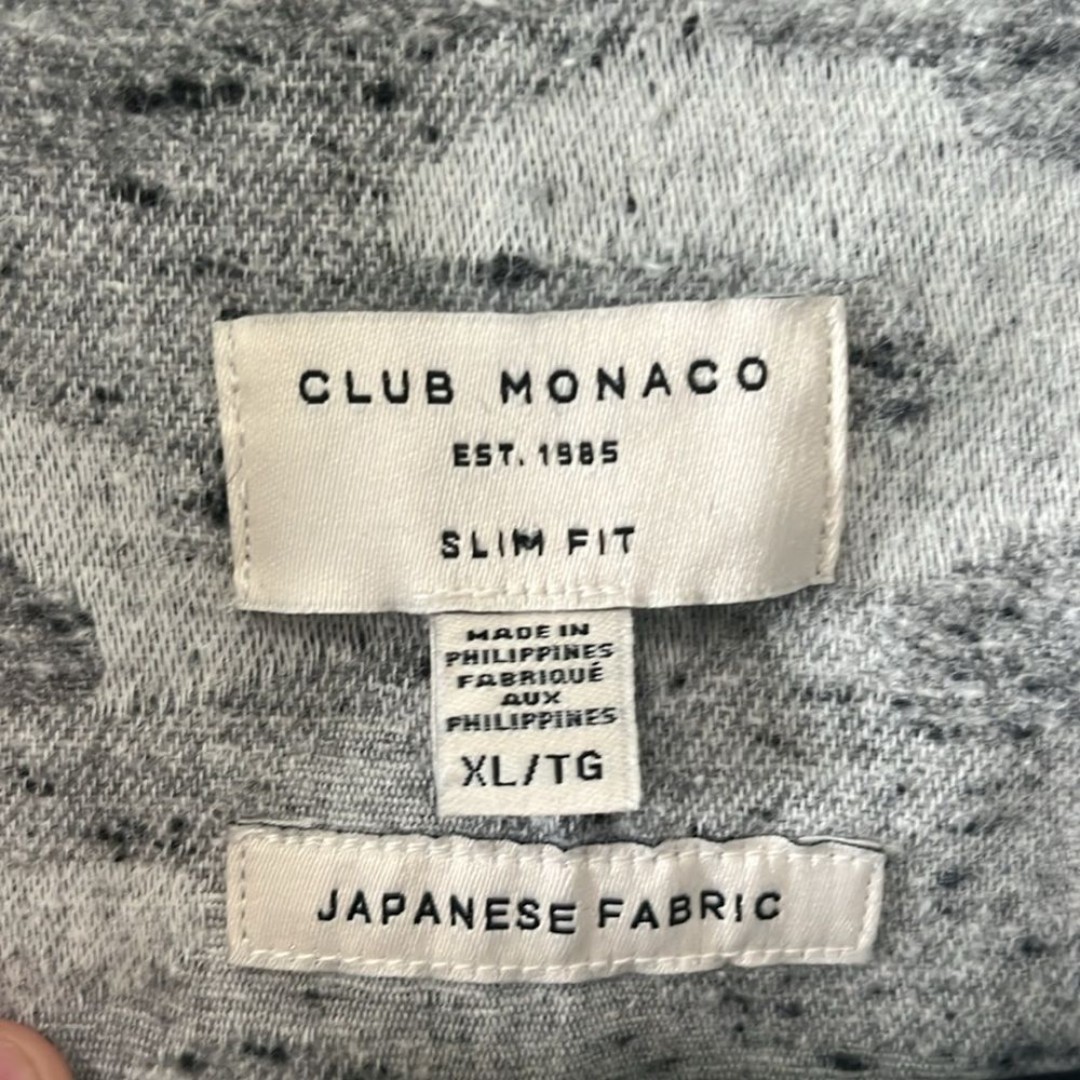 CLUB MONACO
EST. 1985
SLIM FIT
MADE IN
PHILIPPINES
FABRIQUÉ
AUX
PHILIPPINES
XL/TG
JAPANESE FABRIC